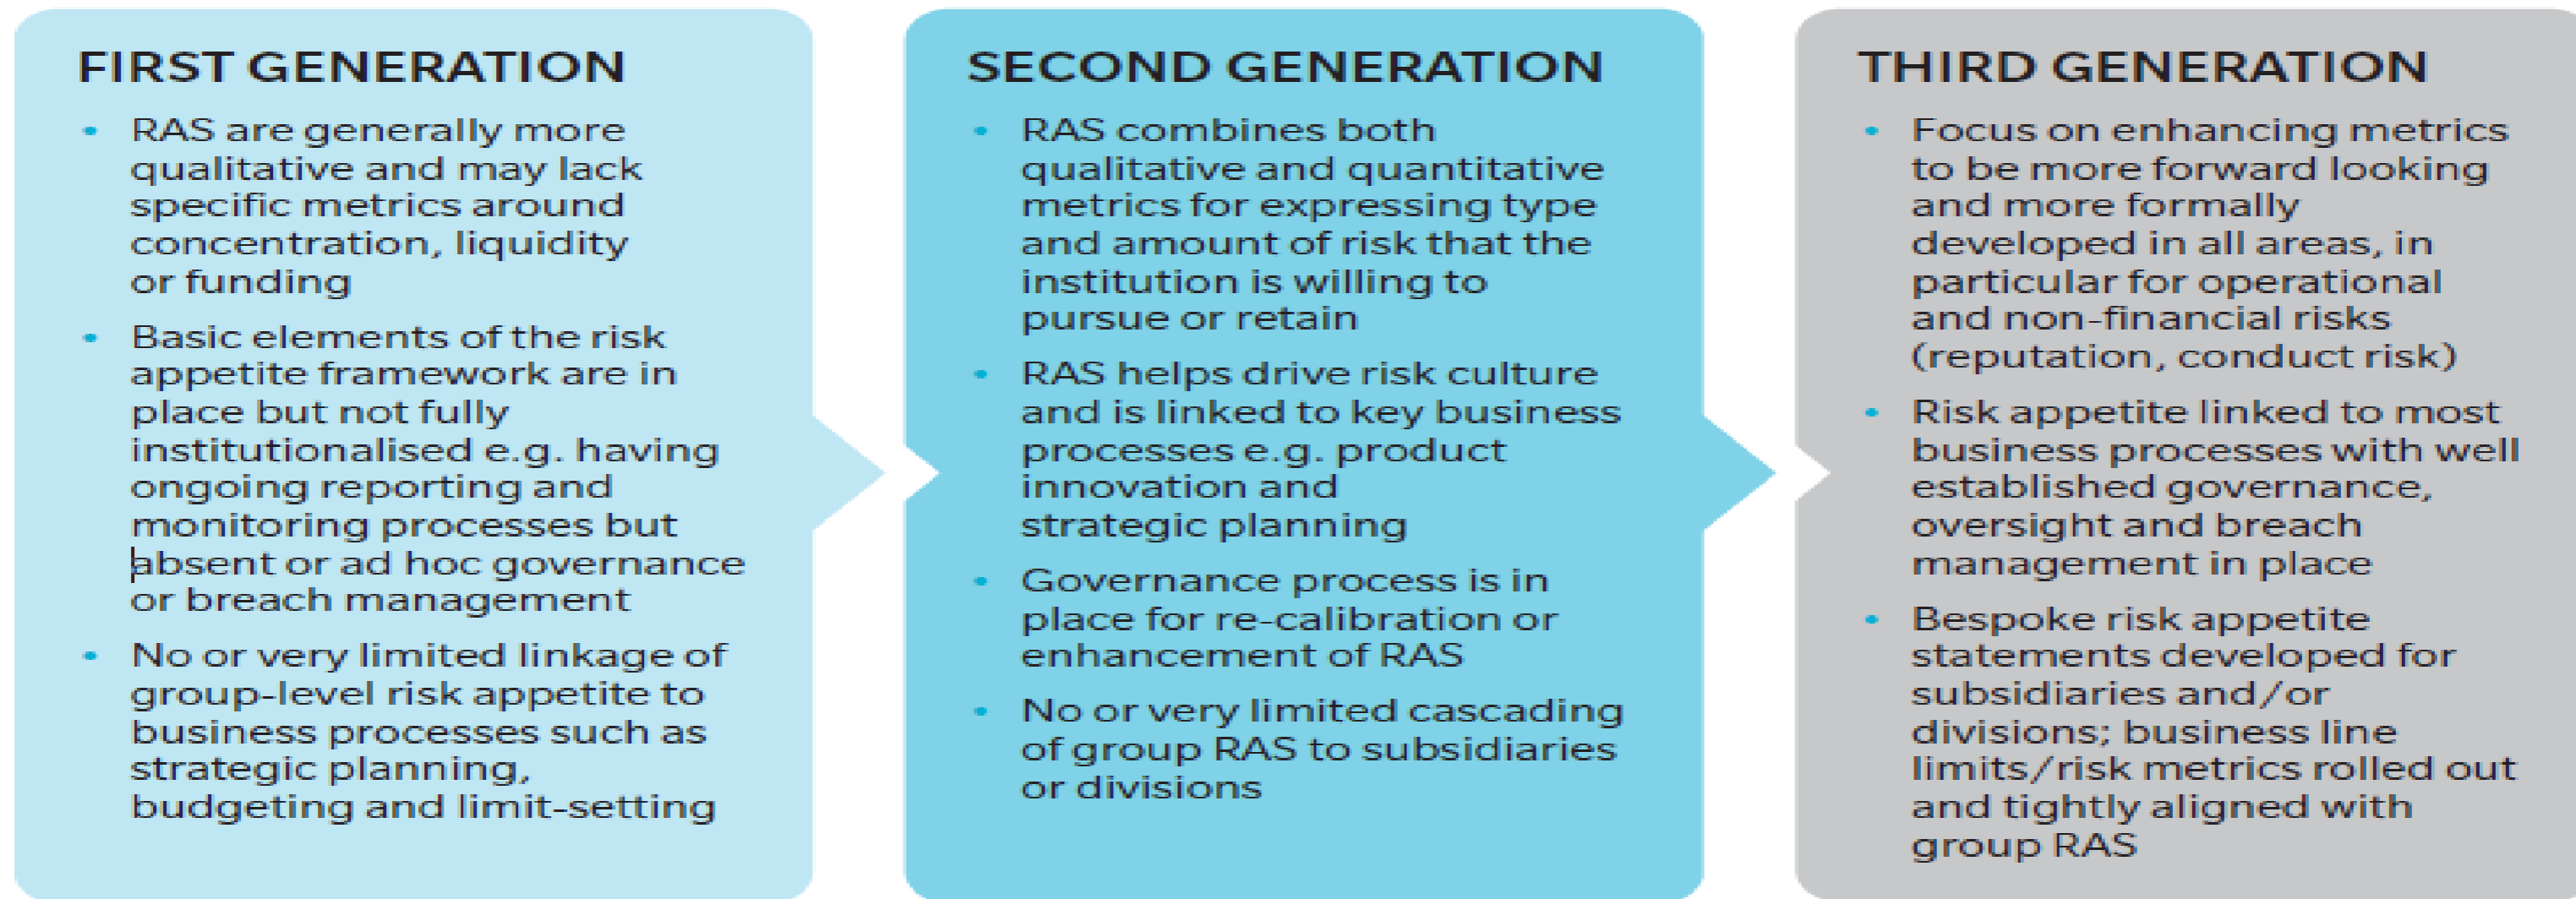 FIRST GENERATION
• RAS are generally more
qualitative and may lack
specific metrics around
concentration, liquidity
or funding
• Basic elements of the risk
appetite framework are in
place but not fully
institutionalised e.g. having
ongoing reporting and
monitoring processes but
absent or ad hoc governance
or breach management
• No or very limited linkage of
group-level risk appetite to
business processes such as
strategic planning,
budgeting and limit-setting
SECOND GENERATION
• RAS combines both
qualitative and quantitative
metrics for expressing type
and amount of risk that the
institution is willing to
pursue or retain
• RAS helps drive risk culture
and is linked to key business
processes e.g. product
innovation and
strategic planning
• Governance process is in
place for re-calibration or
enhancement of RAS
• No or very limited cascading
of group RAS to subsidiaries
or divisions
THIRD GENERATION
• Focus on enhancing metrics
to be more forward looking
and more formally
developed in all areas, in
particular for operational
and non-financial risks
(reputation, conduct risk)
• Risk appetite linked to most
business processes with well
established governance,
oversight and breach
management in place
• Bespoke risk appetite
statements developed for
subsidiaries and/or
divisions; business line
limits/risk metrics rolled out
and tightly aligned with
group RAS